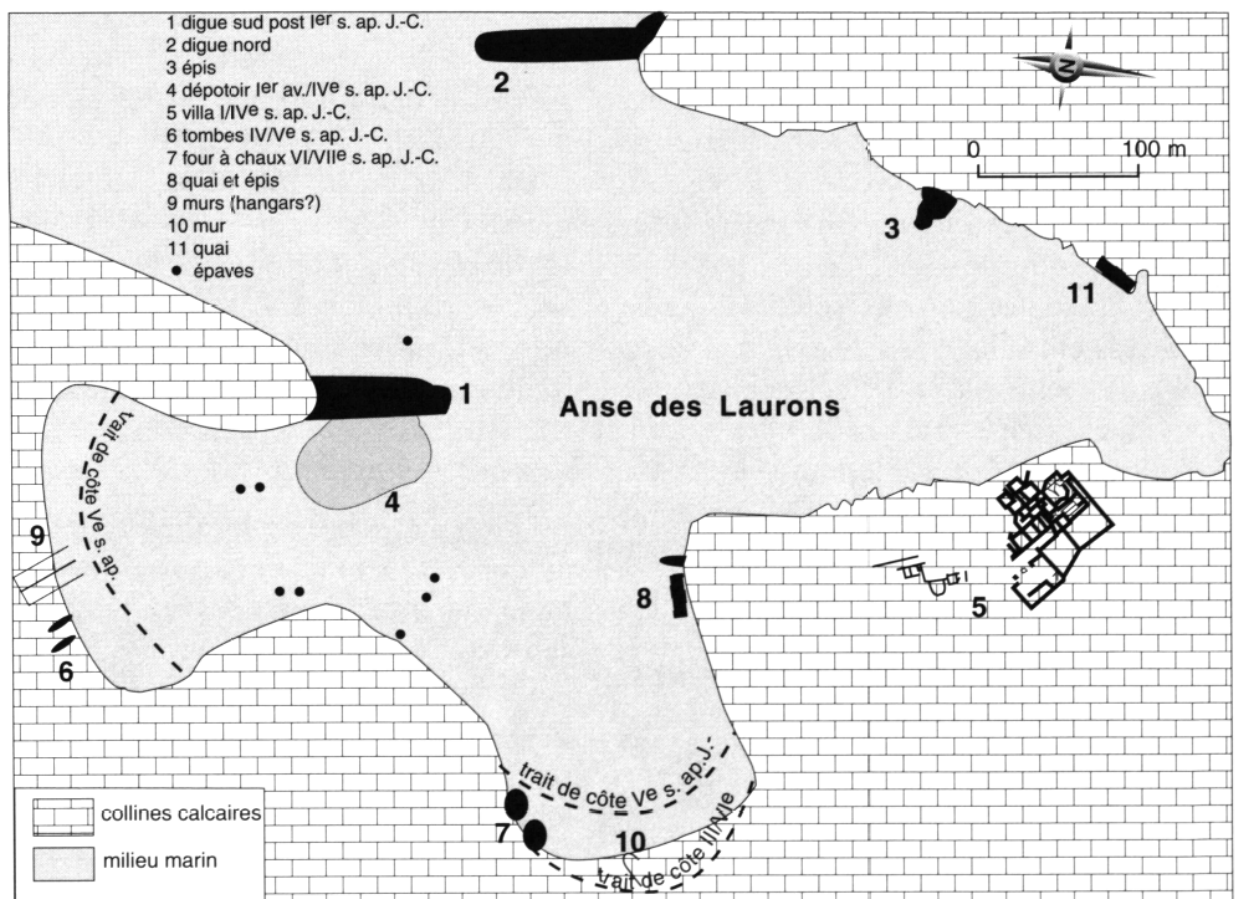 1 digue sud post Ier s. ap. J.-C.
2 digue nord
3 épis
4 dépotoir Ier av./IVe s. ap. J.-C.
5 villa I/IVe s. ap. J.-C.
6 tombes IV/Ve s. ap. J.-C.
7 four à chaux VI/VIIe s. ap. J.-C.
8 quai et épis
9 murs (hangars?)
10 mur
11 quai
• épaves
2
N
0 100 m
3
11
1
Anse des Laurons
trait de côte Ve s. ap.
4
9
8
5
6
trait de côte Ve s. ap.J.-
7
10
trait de côte III/VIe
collines calcaires
milieu marin